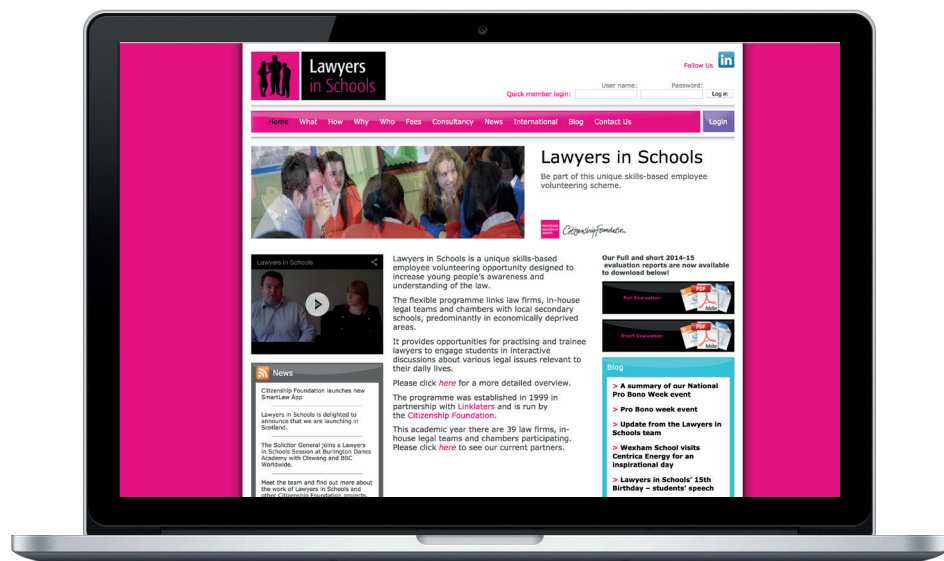 Lawyers
in Schools
Follow Us
in
User name:
Password:
Quick member login:
Log in
Home What How Why Who Fees Consultancy News International Blog Contact Us
Login
Lawyers in Schools
Be part of this unique skills-based employee
volunteering scheme.
Citizenship Foundation
Lawyers in Schools
Lawyers in Schools is a unique skills-based
employee volunteering opportunity designed to
increase young people's awareness and
understanding of the law.
The flexible programme links law firms, in-house
legal teams and chambers with local secondary
schools, predominantly in economically deprived
areas.
It provides opportunities for practising and trainee
lawyers to engage students in interactive
discussions about various legal issues relevant to
their daily lives.
Please click here for a more detailed overview.
The programme was established in 1999 in
partnership with Linklaters and is run by
the Citizenship Foundation.
This academic year there are 39 law firms, in-
house legal teams and chambers participating.
Please click here to see our current partners.
Our Full and short 2014-15
evaluation reports are now available
to download below!
Full Evaluation
PDF
Adobe
Short Evaluation
PDF
Adobe
News
Citizenship Foundation launches new
SmartLaw App
Lawyers in Schools is delighted to
announce that we are launching in
Scotland.
The Solicitor General joins a Lawyers
in Schools Session at Burlington Danes
Academy with Olswang and BBC
Worldwide.
Meet the team and find out more about
the work of Lawyers in Schools and
other Citizenship Foundation projects.
Blog
> A summary of our National
Pro Bono Week event
> Pro Bono week event
> Update from the Lawyers in
Schools team
> Wexham School visits
Centrica Energy for an
inspirational day
> Lawyers in Schools' 15th
Birthday – students' speech